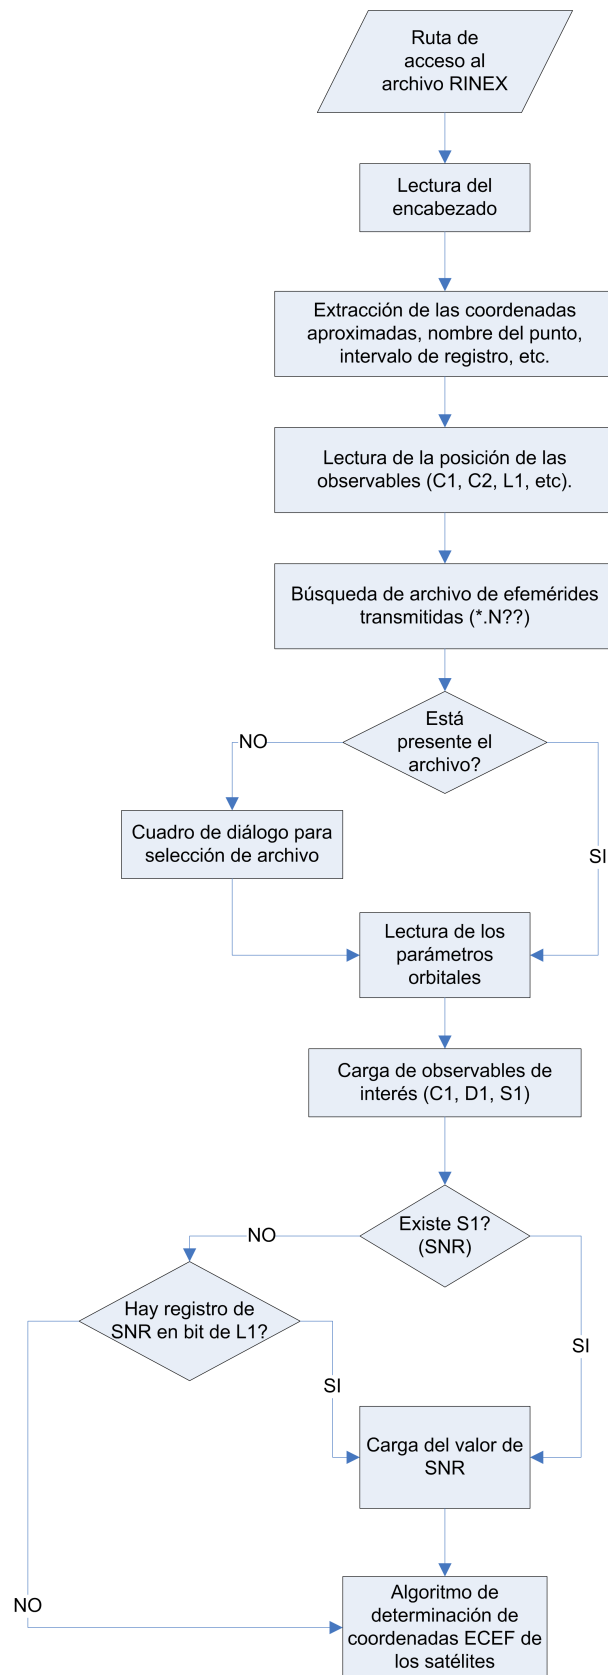 Ruta de
acceso al
archivo RINEX
Lectura del
encabezado
Extracción de las coordenadas
aproximadas, nombre del punto,
intervalo de registro, etc.
Lectura de la posición de las
observables (C1, C2, L1, etc).
Búsqueda de archivo de efemérides
transmitidas (*.N??)
Está
presente el
archivo?
NO
Cuadro de diálogo para
selección de archivo
SI
Lectura de los
parámetros
orbitales
Carga de observables de
interés (C1, D1, S1)
Existe S1?
(SNR)
NO
Hay registro de
SNR en bit de L1?
SI
SI
Carga del valor de
SNR
NO
Algoritmo de
determinación de
coordenadas ECEF de
los satélites